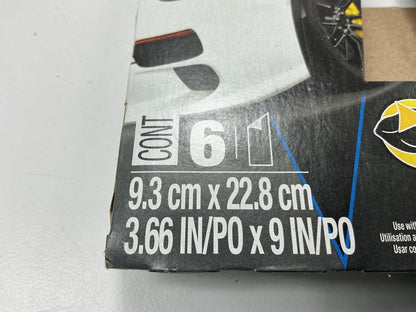 CONT 6
9.3 cm x 22.8 cm
3.66 IN/PO x 9 IN/PO
Use with
Utilisation a
Usar co